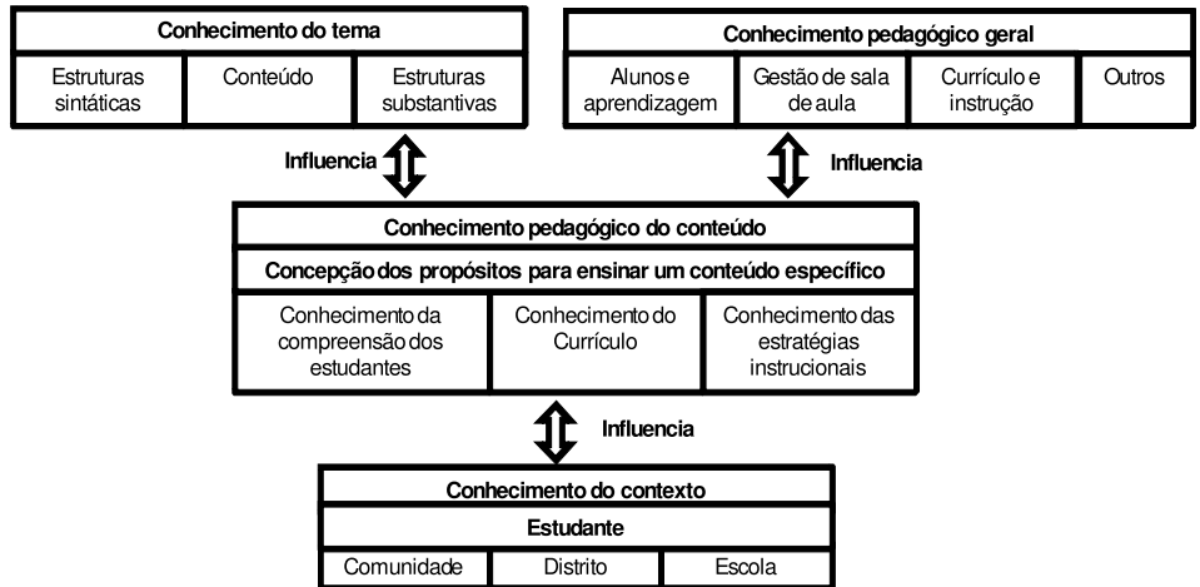 Conhecimento do tema
Estruturas sintáticas
Conteúdo
Estruturas substantivas
Conhecimento pedagógico geral
Alunos e aprendizagem
Gestão de sala de aula
Currículo e instrução
Outros
Influencia
Influencia
Conhecimento pedagógico do conteúdo
Concepção dos propósitos para ensinar um conteúdo específico
Conhecimento da compreensão dos estudantes
Conhecimento do Currículo
Conhecimento das estratégias instrucionais
Influencia
Conhecimento do contexto
Estudante
Comunidade
Distrito
Escola